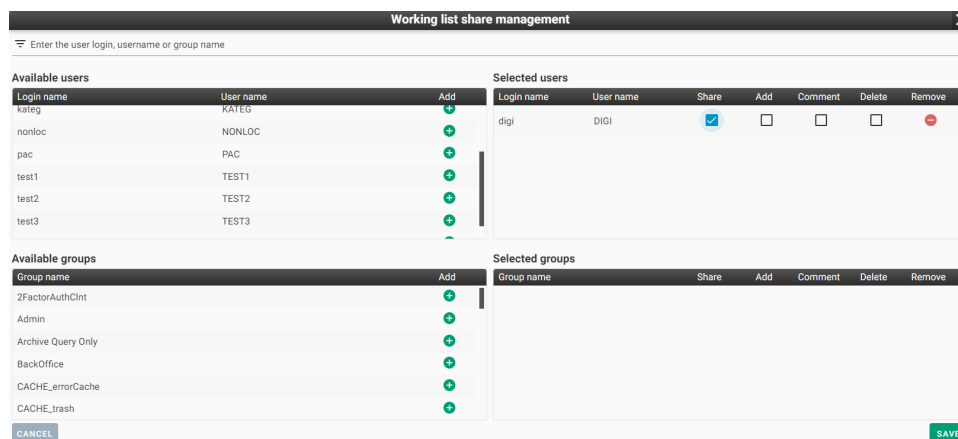 Working list share management
Enter the user login, username or group name
Available users
Login name User name Add
kateg KATEG
nonloc NONLOC
pac PAC
test1 TEST1
test2 TEST2
test3 TEST3
Selected users
Login name User name Share Add Comment Delete Remove
digi DIGI
Available groups
Group name Add
2FactorAuthClnt
Admin
Archive Query Only
BackOffice
CACHE_errorCache
CACHE_trash
Selected groups
Group name Share Add Comment Delete Remove
CANCEL
SAVE